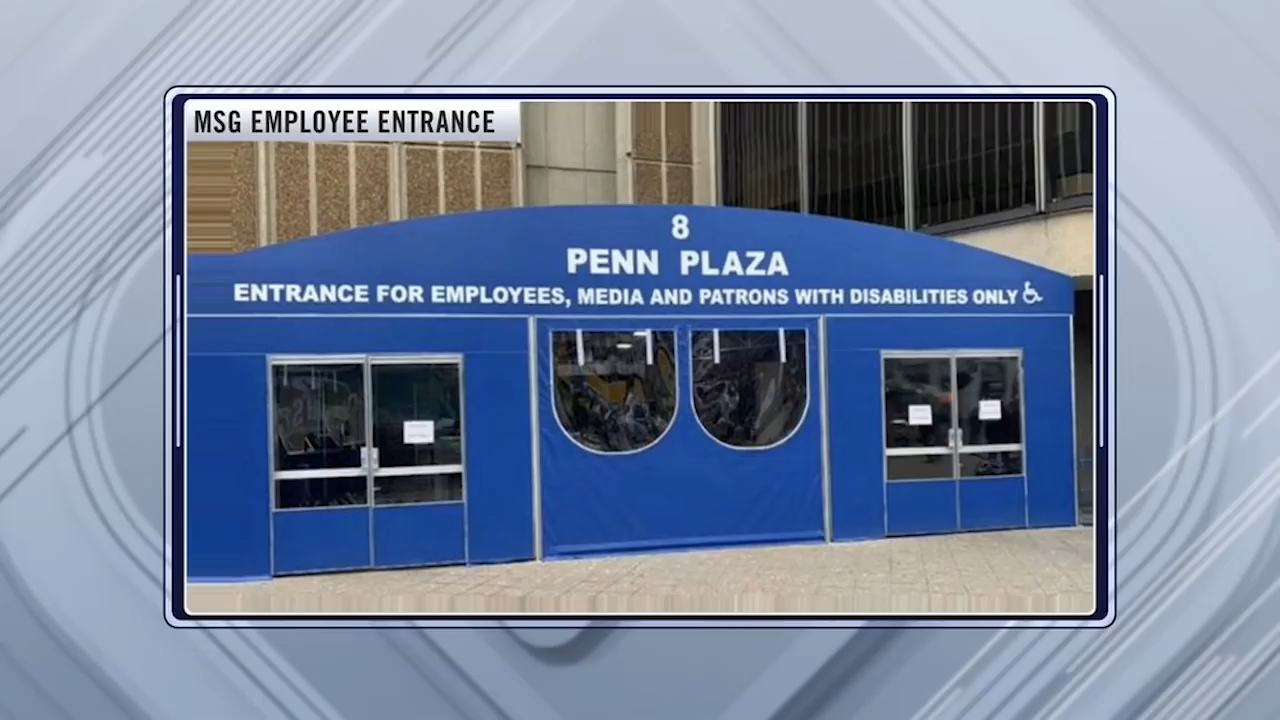 MSG EMPLOYEE ENTRANCE
8
PENN PLAZA
ENTRANCE FOR EMPLOYEES, MEDIA AND PATRONS WITH DISABILITIES ONLY